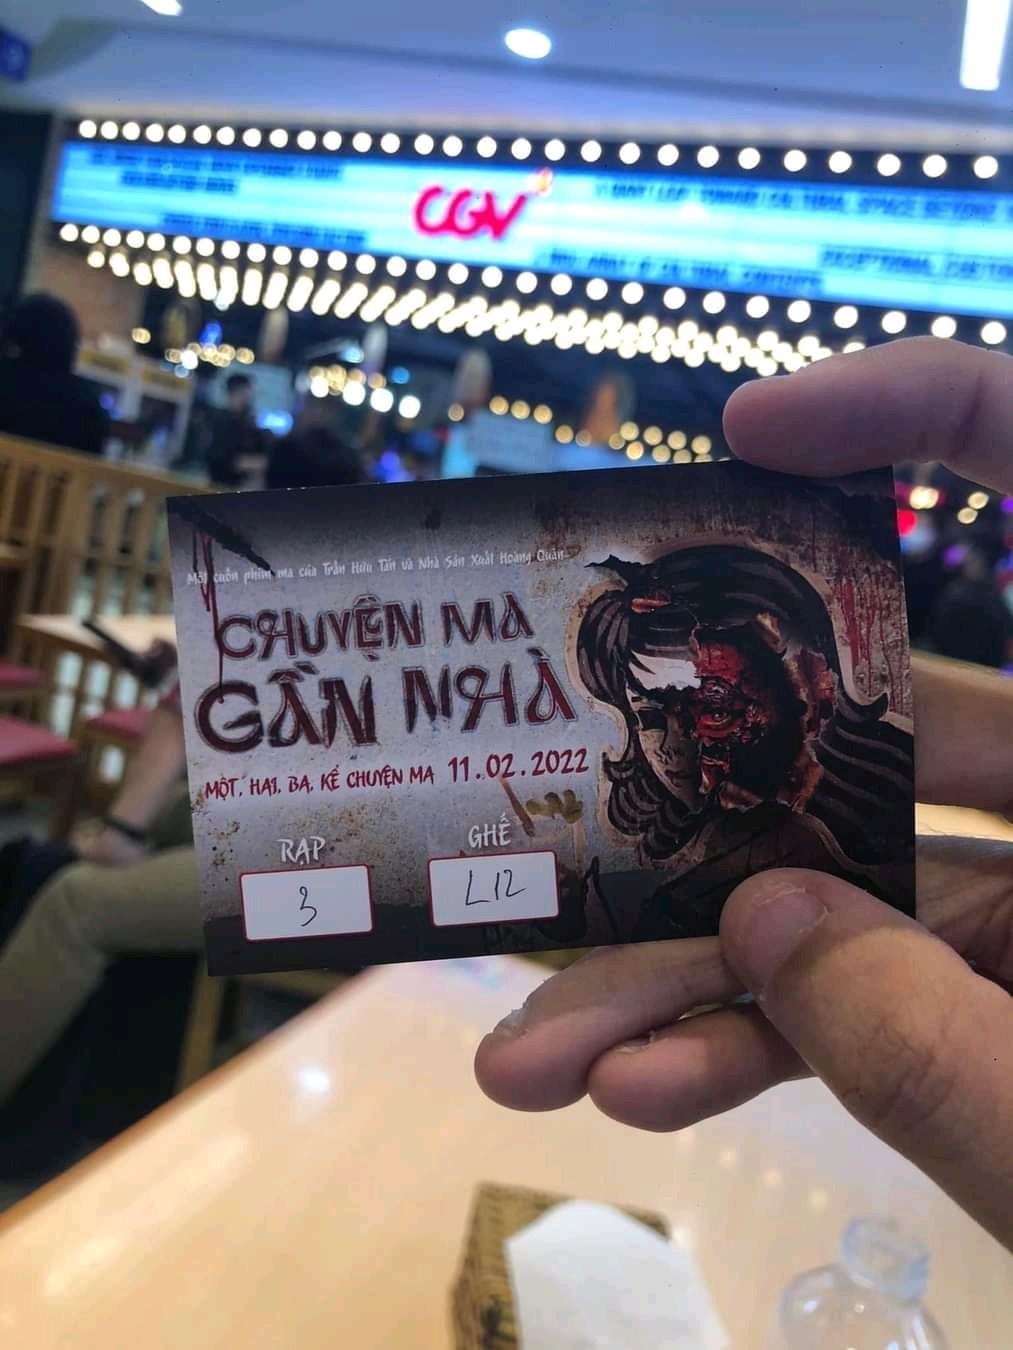 CGV
Một cuốn phim ma của Trần Hữu Tấn và Nhà Sản Xuất Hoàng Quân
CHUYỆN MA
GẦN NHÀ
MỘT, HAI, BA, KỂ CHUYỆN MA 11.02.2022
RẠP GHẾ
3 L12